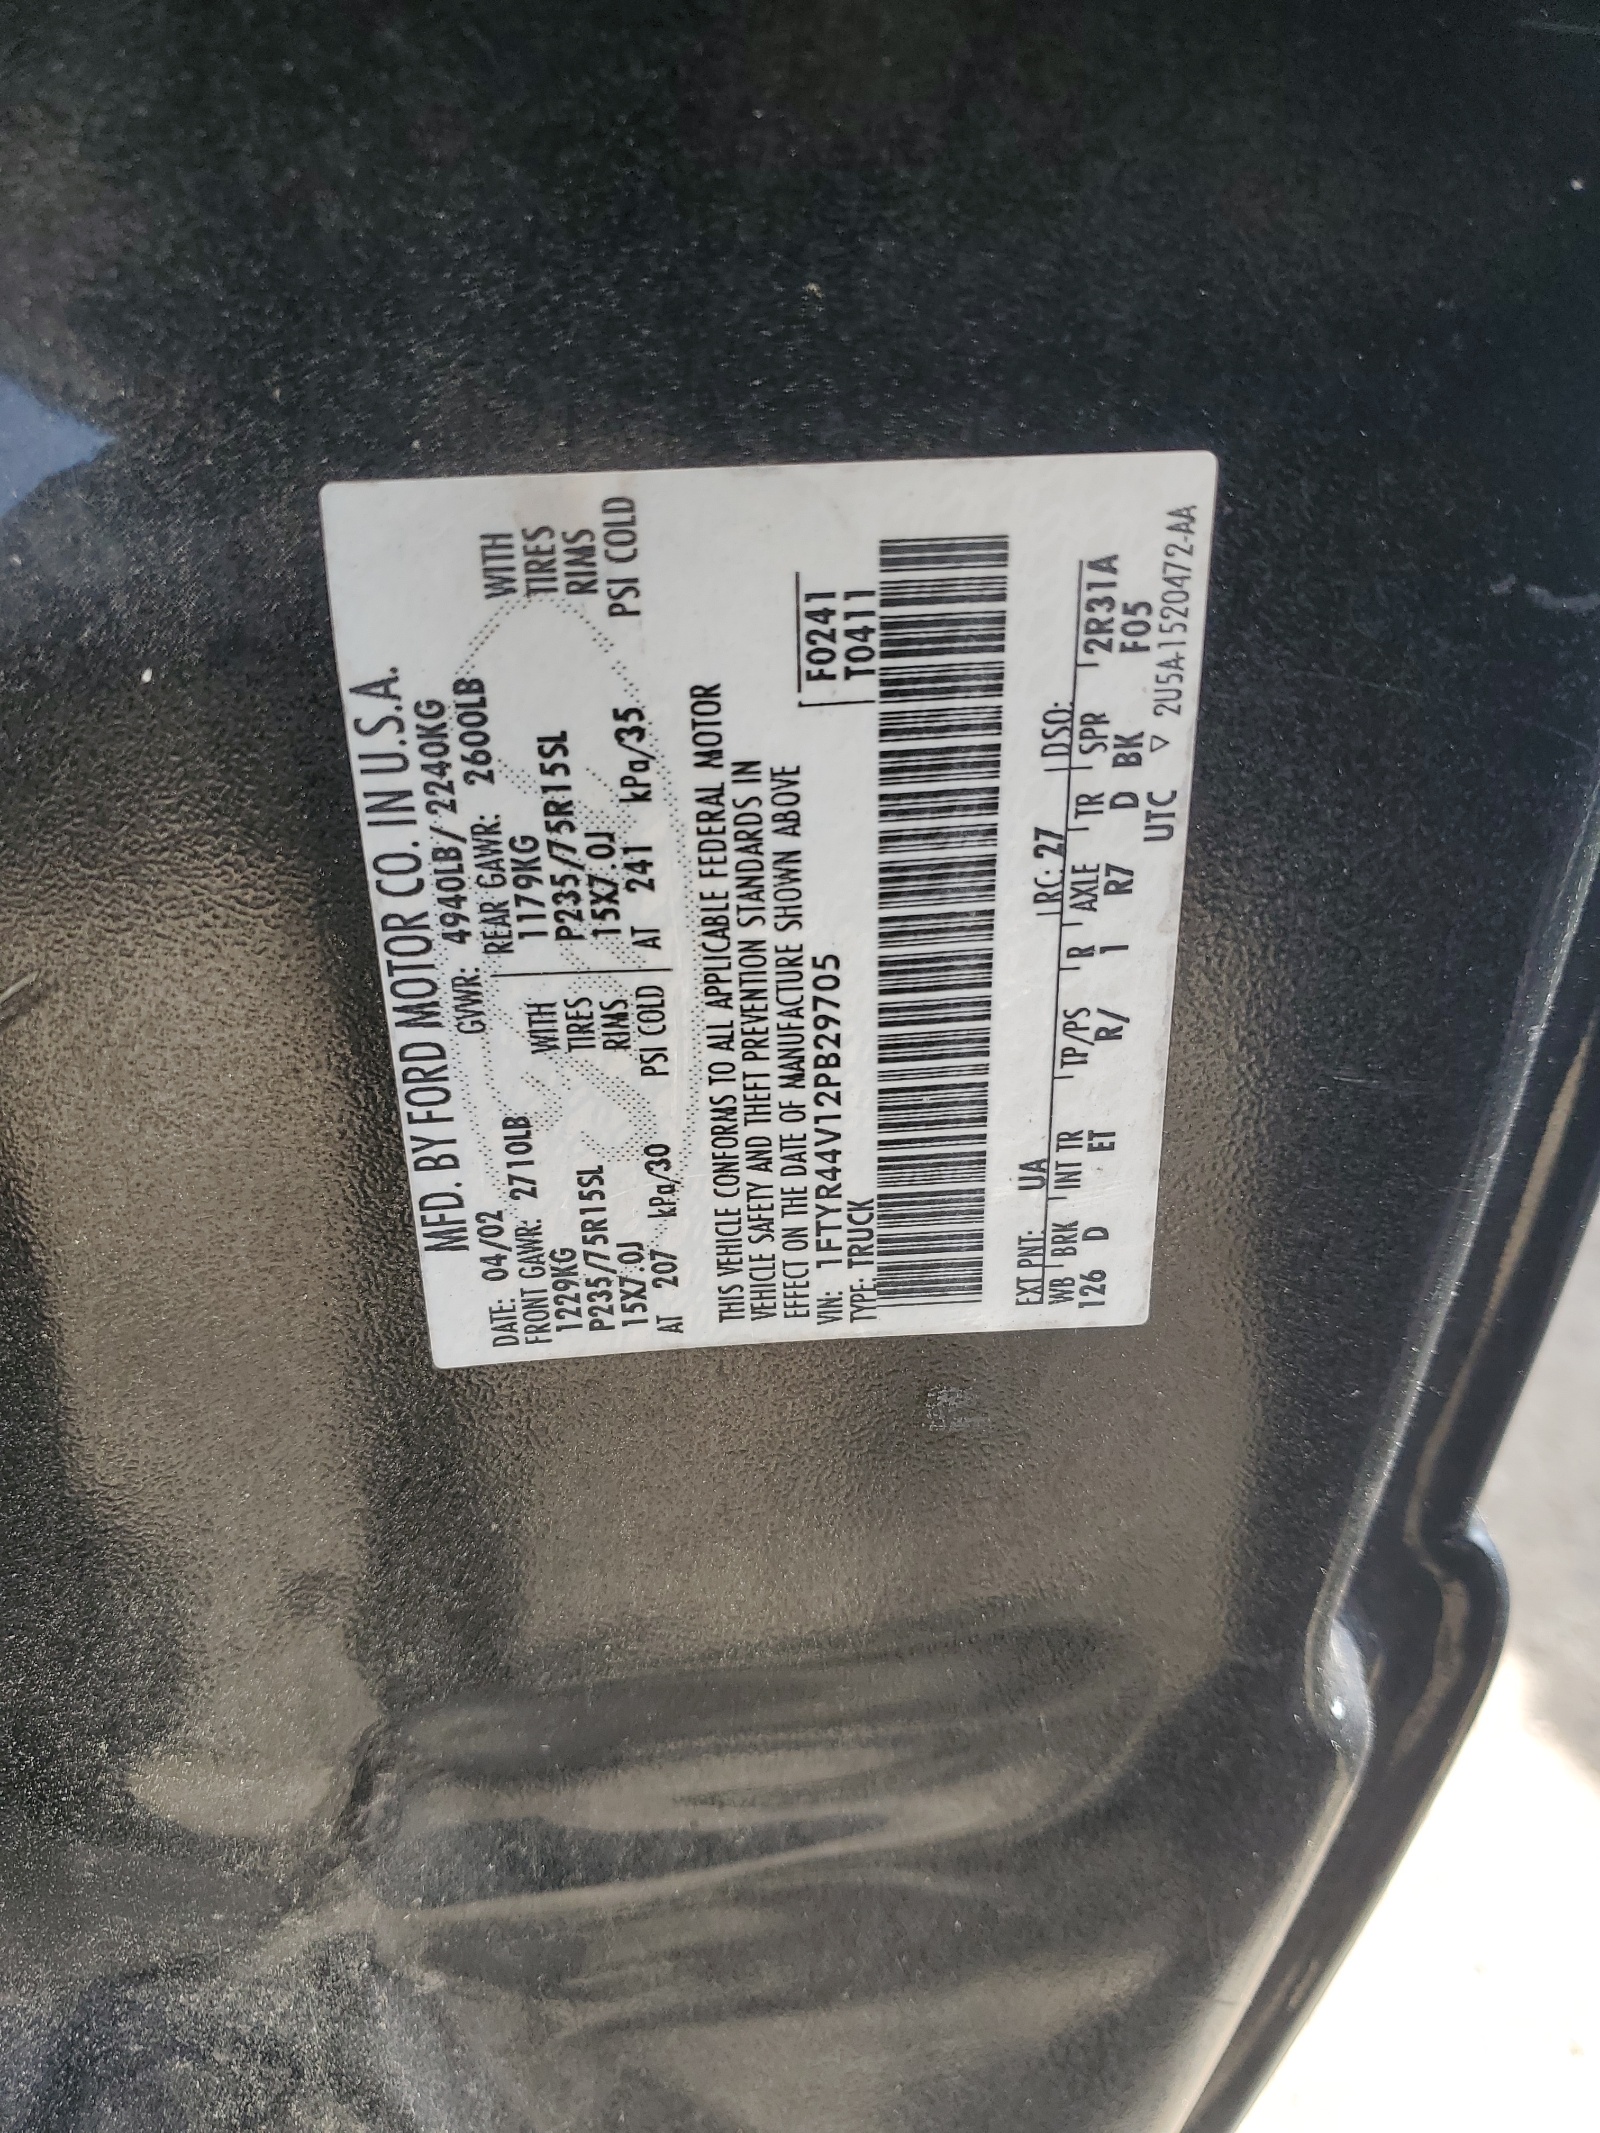 MFD. BY FORD MOTOR CO. IN U.S.A.
DATE: 04/02 GVWR: 4940LB/ 2240KG
FRONT GAWR: 2710LB REAR GAWR: 2600LB
1229KG WITH 1179KG WITH
P235/75R15SL TIRES P235/75R15SL TIRES
15X7.0J RIMS 15X7.0J RIMS
AT 207 kPa/30 PSI COLD AT 241 kPa/35 PSI COLD
THIS VEHICLE CONFORMS TO ALL APPLICABLE FEDERAL MOTOR
VEHICLE SAFETY AND THEFT PREVENTION STANDARDS IN
EFFECT ON THE DATE OF MANUFACTURE SHOWN ABOVE
VIN: 1FTYR44V12PB29705 F0241
TYPE: TRUCK T0411
EXT PNT: UA RC: 27 DSO:
WB BRK INT TR TP/PS R AXLE TR SPR 2R31A
126 D ET R/ 1 R7 D BK F05
UTC ▽ 2U5A-1520472-AA